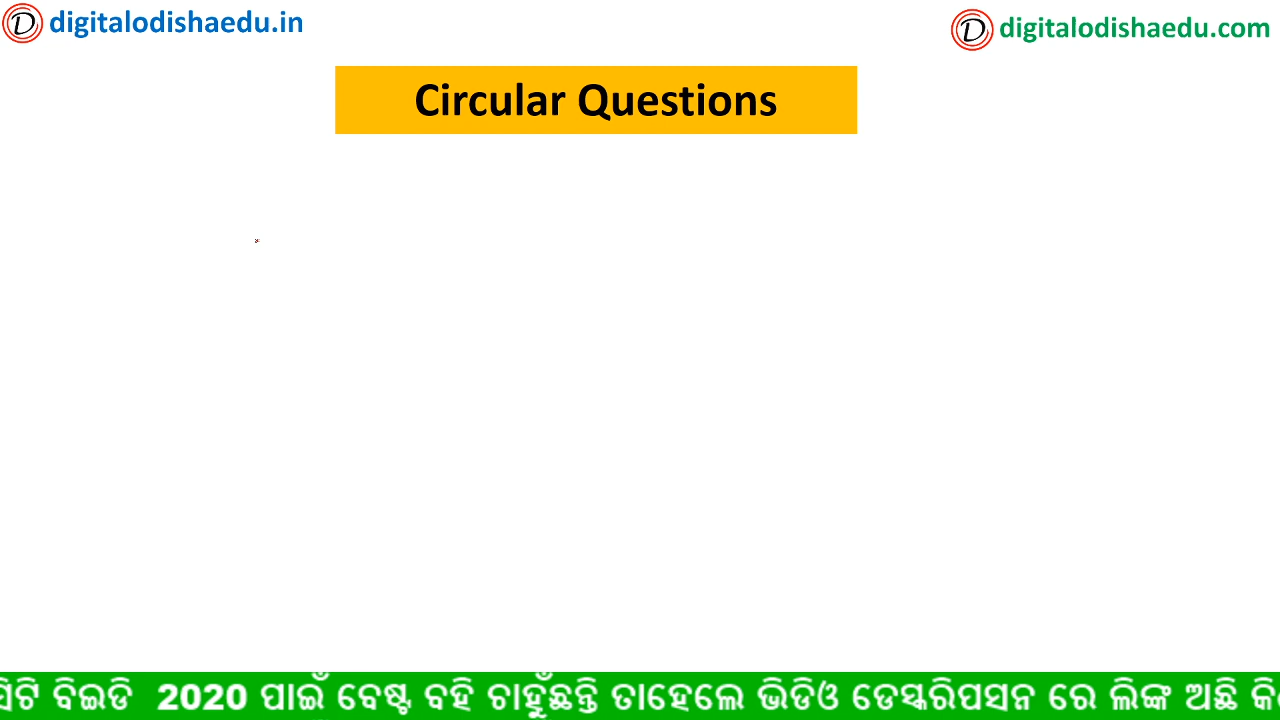 digitalodishaedu.in
digitalodishaedu.com
Circular Questions
ବିଇଡି 2020 ପାଇଁ ବେଷ୍ଟ ବହି ଚାହୁଁଛନ୍ତି ତାହେଲେ ଭିଡିଓ ଡେସ୍କରିପସନ ରେ ଲିଙ୍କ ଅଛି